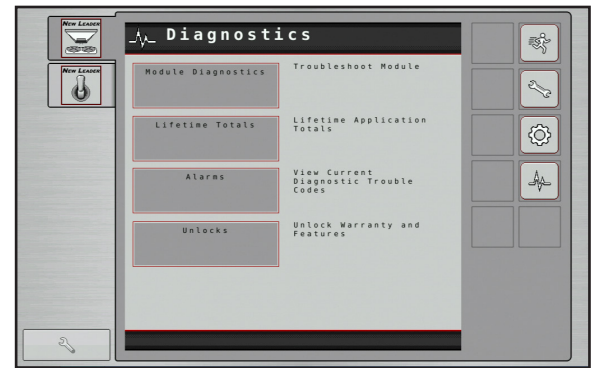 New Leader
New Leader
Diagnostics
Module Diagnostics
Troubleshoot Module
Lifetime Totals
Lifetime Application
Totals
Alarms
View Current
Diagnostic Trouble
Codes
Unlocks
Unlock Warranty and
Features